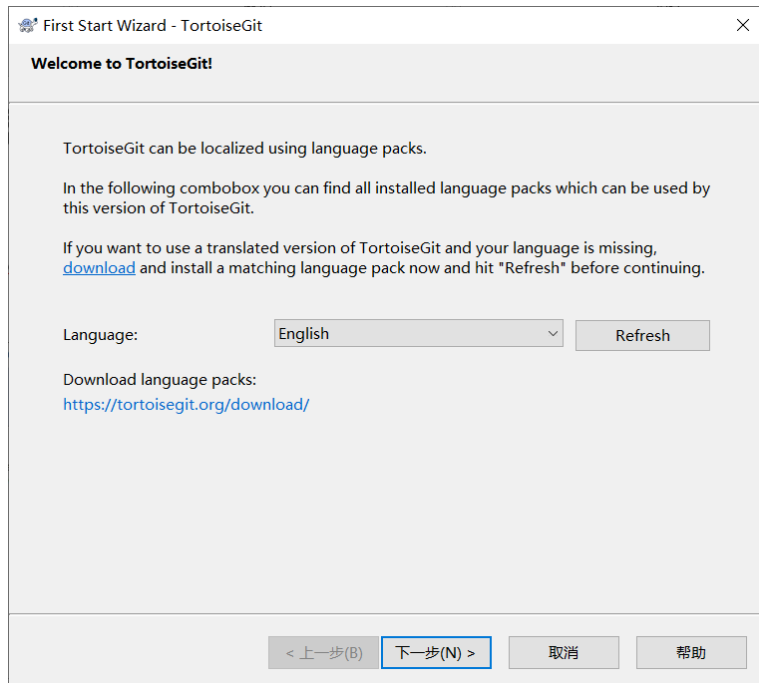 First Start Wizard - TortoiseGit
Welcome to TortoiseGit!
TortoiseGit can be localized using language packs.
In the following combobox you can find all installed language packs which can be used by
this version of TortoiseGit.
If you want to use a translated version of TortoiseGit and your language is missing,
download and install a matching language pack now and hit "Refresh" before continuing.
Language:
English
Refresh
Download language packs:
https://tortoisegit.org/download/
< 上一步(B)
下一步(N) >
取消
帮助